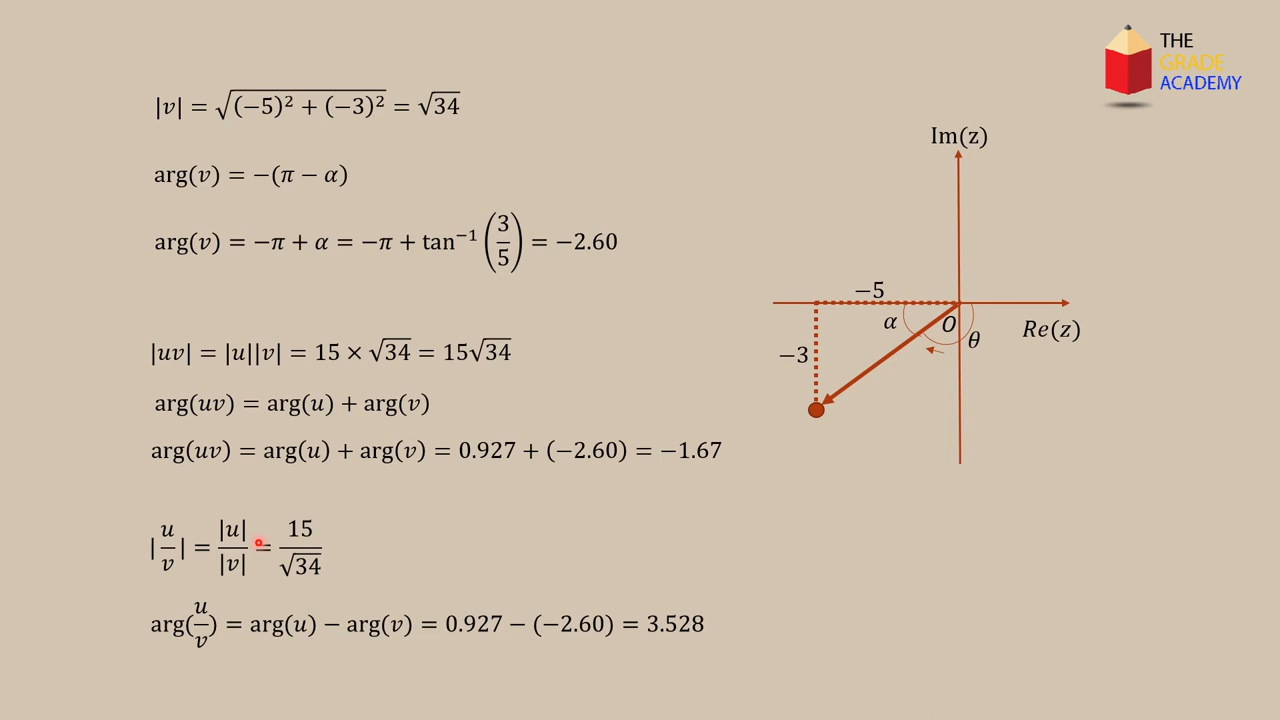 THE
GRADE
ACADEMY
|v| = √((−5)² + (−3)²) = √34
arg(v) = −(π − α)
arg(v) = −π + α = −π + tan⁻¹(3/5) = −2.60
|uv| = |u||v| = 15 × √34 = 15√34
arg(uv) = arg(u) + arg(v)
arg(uv) = arg(u) + arg(v) = 0.927 + (−2.60) = −1.67
|u/v| = |u|/|v| = 15/√34
arg(u/v) = arg(u) − arg(v) = 0.927 − (−2.60) = 3.528
Im(z)
−5
α
O
θ
Re(z)
−3